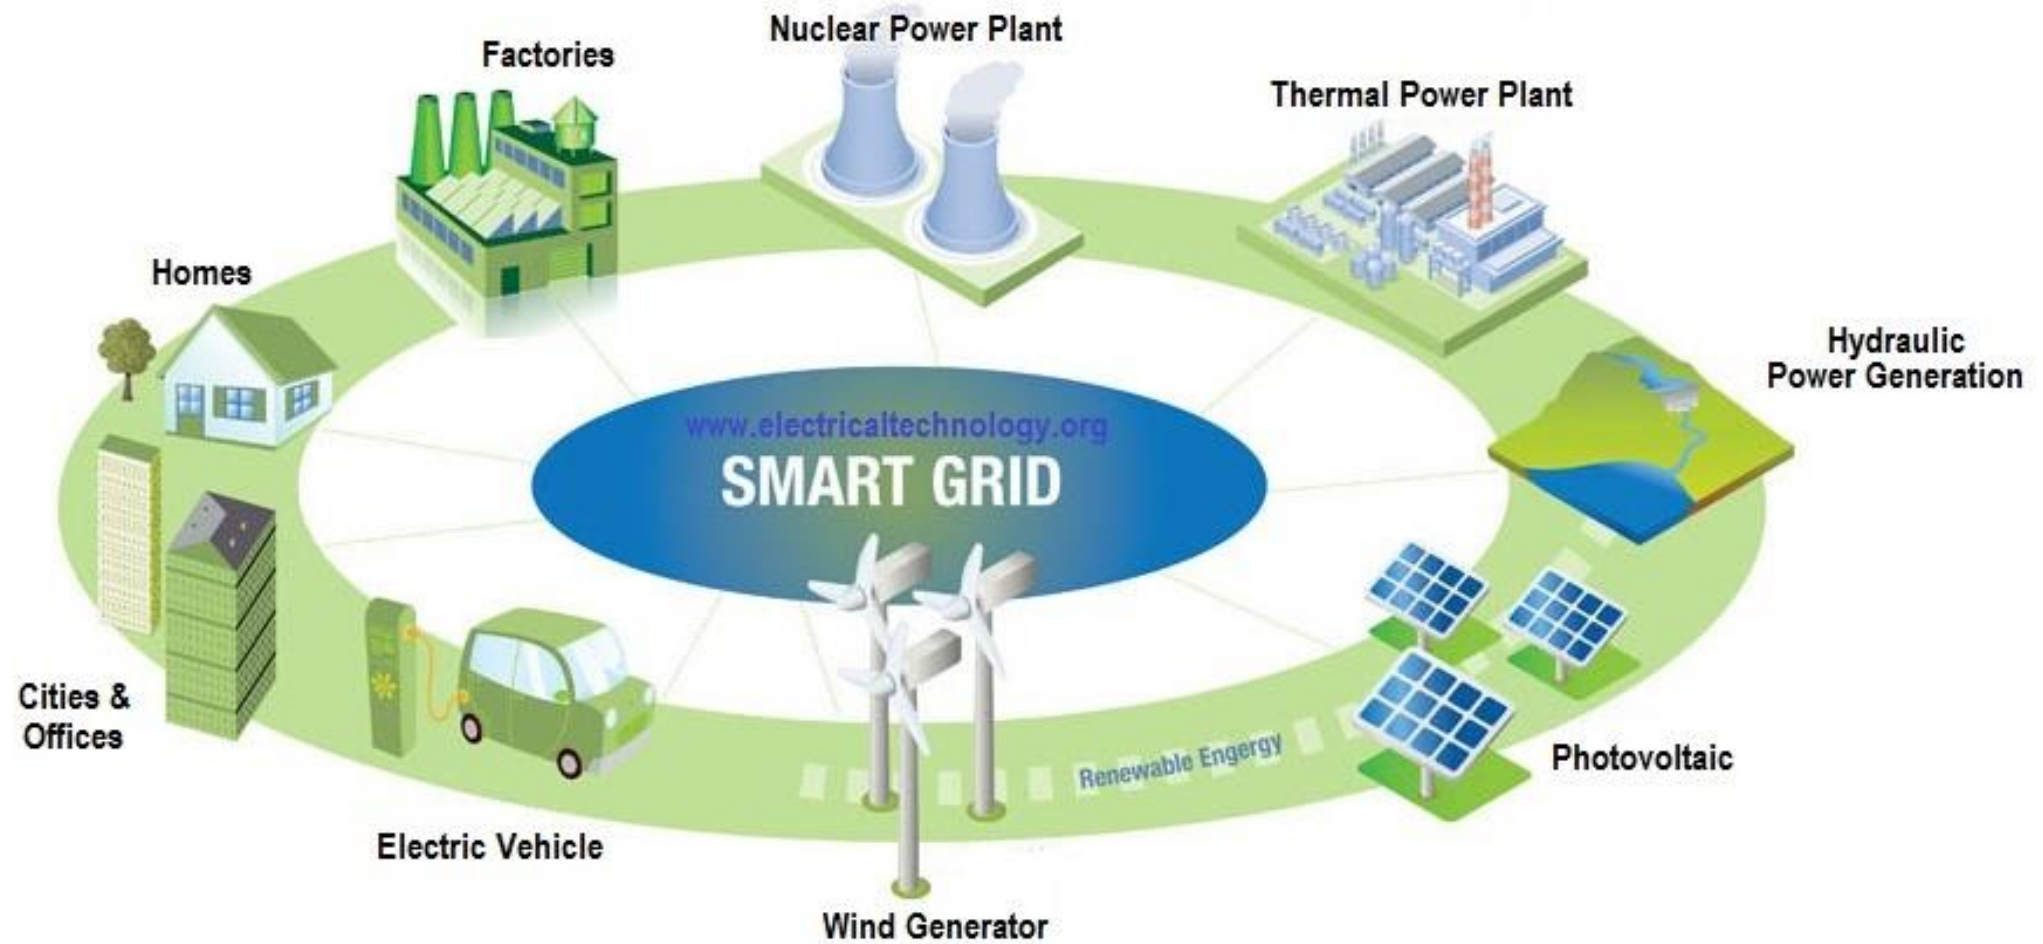 Nuclear Power Plant
Factories
Thermal Power Plant
Homes
Hydraulic
Power Generation
www.electricaltechnology.org
SMART GRID
Cities &
Offices
Renewable Engergy
Photovoltaic
Electric Vehicle
Wind Generator